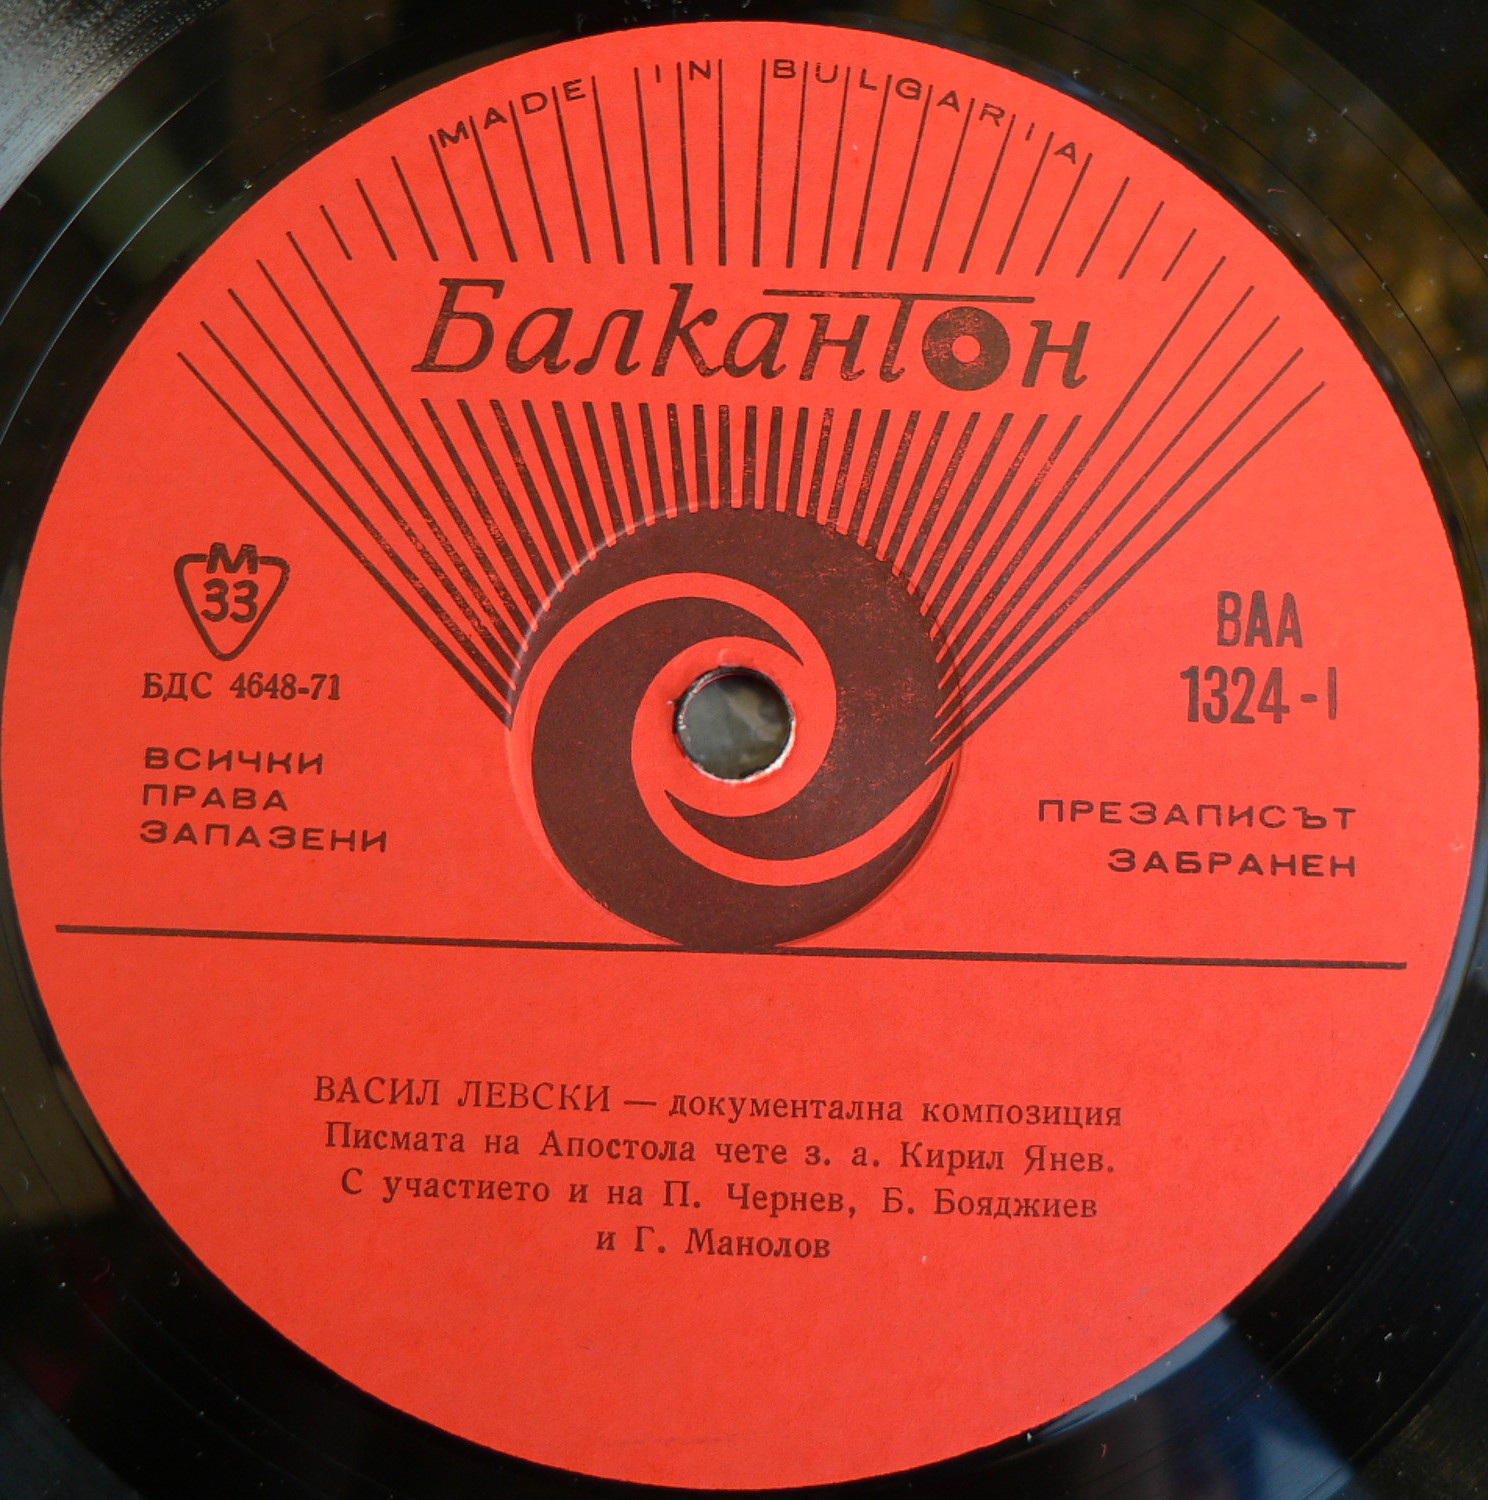 MADE IN BULGARIA
Балкантон
М
33
БДС 4648-71
ВСИЧКИ
ПРАВА
ЗАПАЗЕНИ
ВАА
1324-I
ПРЕЗАПИСЪТ
ЗАБРАНЕН
ВАСИЛ ЛЕВСКИ — документална композиция
Писмата на Апостола чете з. а. Кирил Янев.
С участието и на П. Чернев, Б. Бояджиев
и Г. Манолов